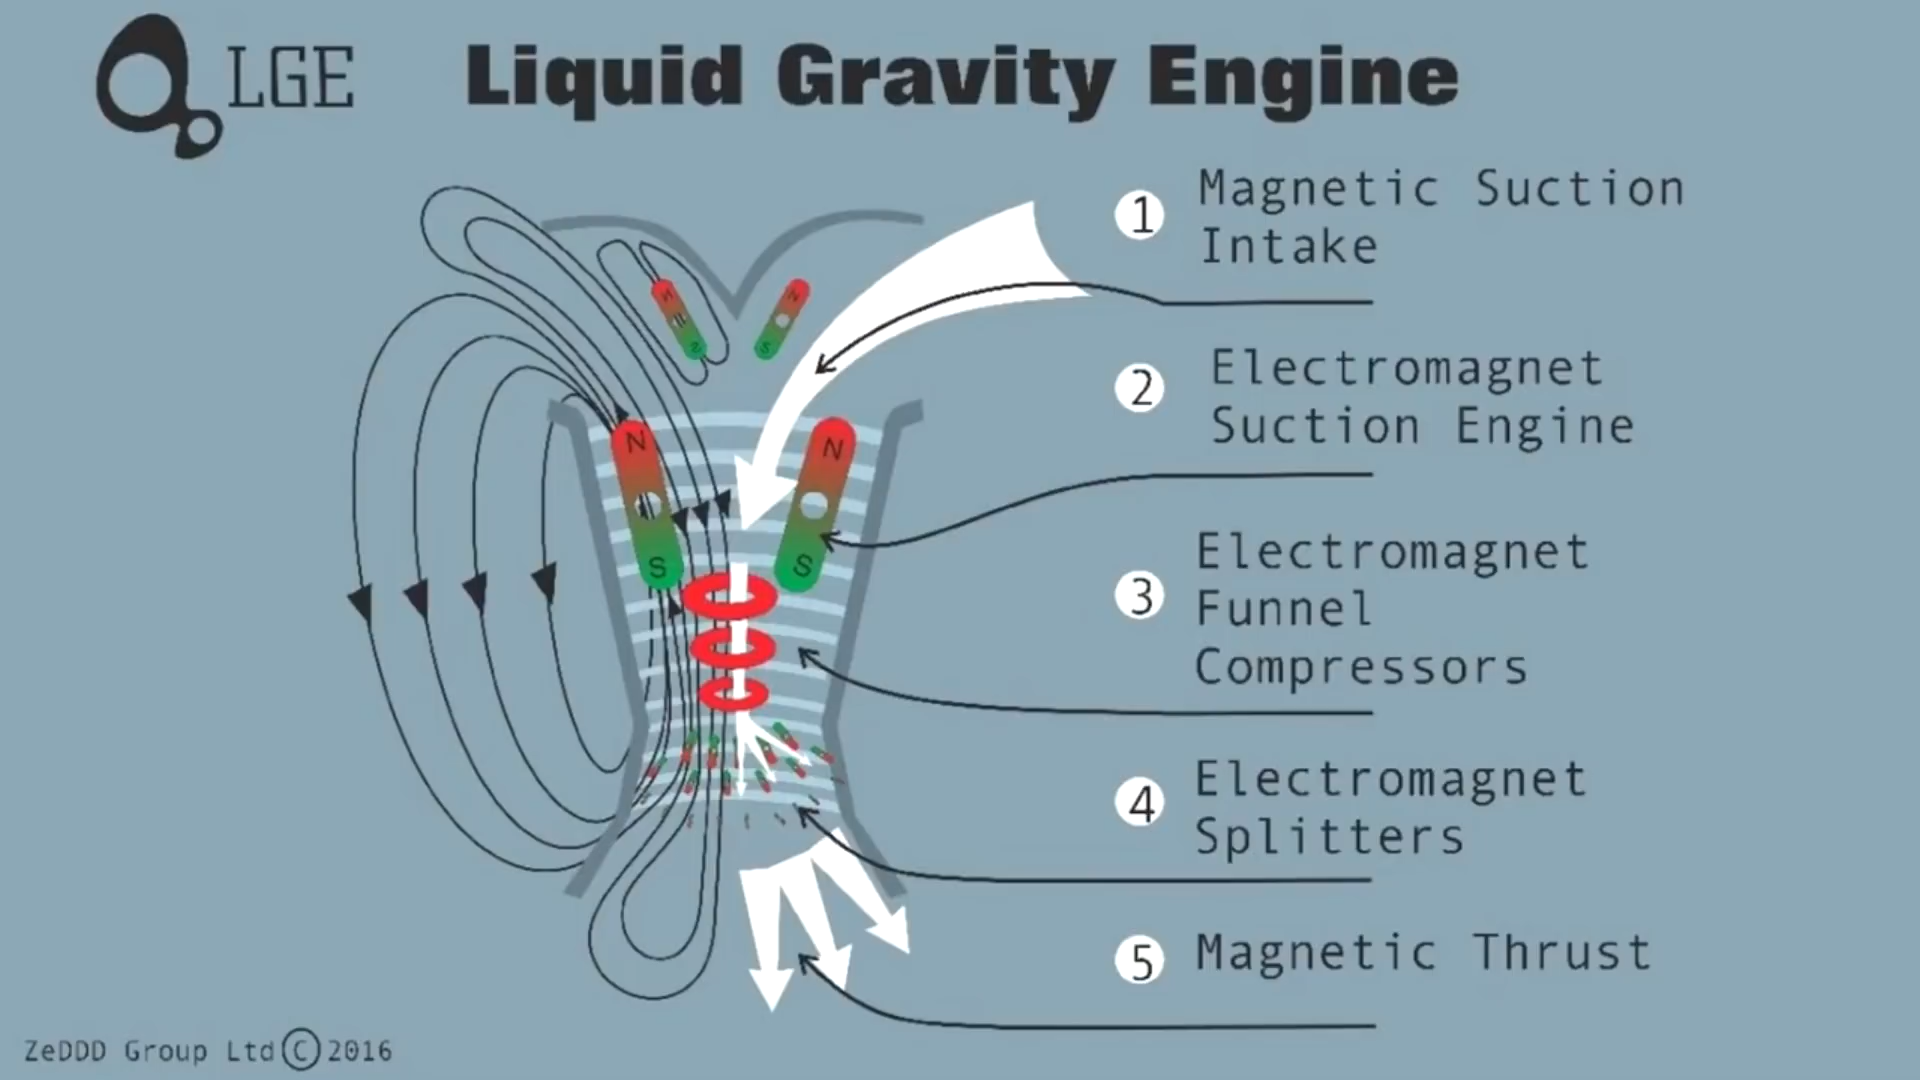 LGE
Liquid Gravity Engine
1
Magnetic Suction
Intake
2
Electromagnet
Suction Engine
3
Electromagnet
Funnel
Compressors
4
Electromagnet
Splitters
5
Magnetic Thrust
N
N
S
S
N
N
S
S
ZeDDD Group Ltd © 2016